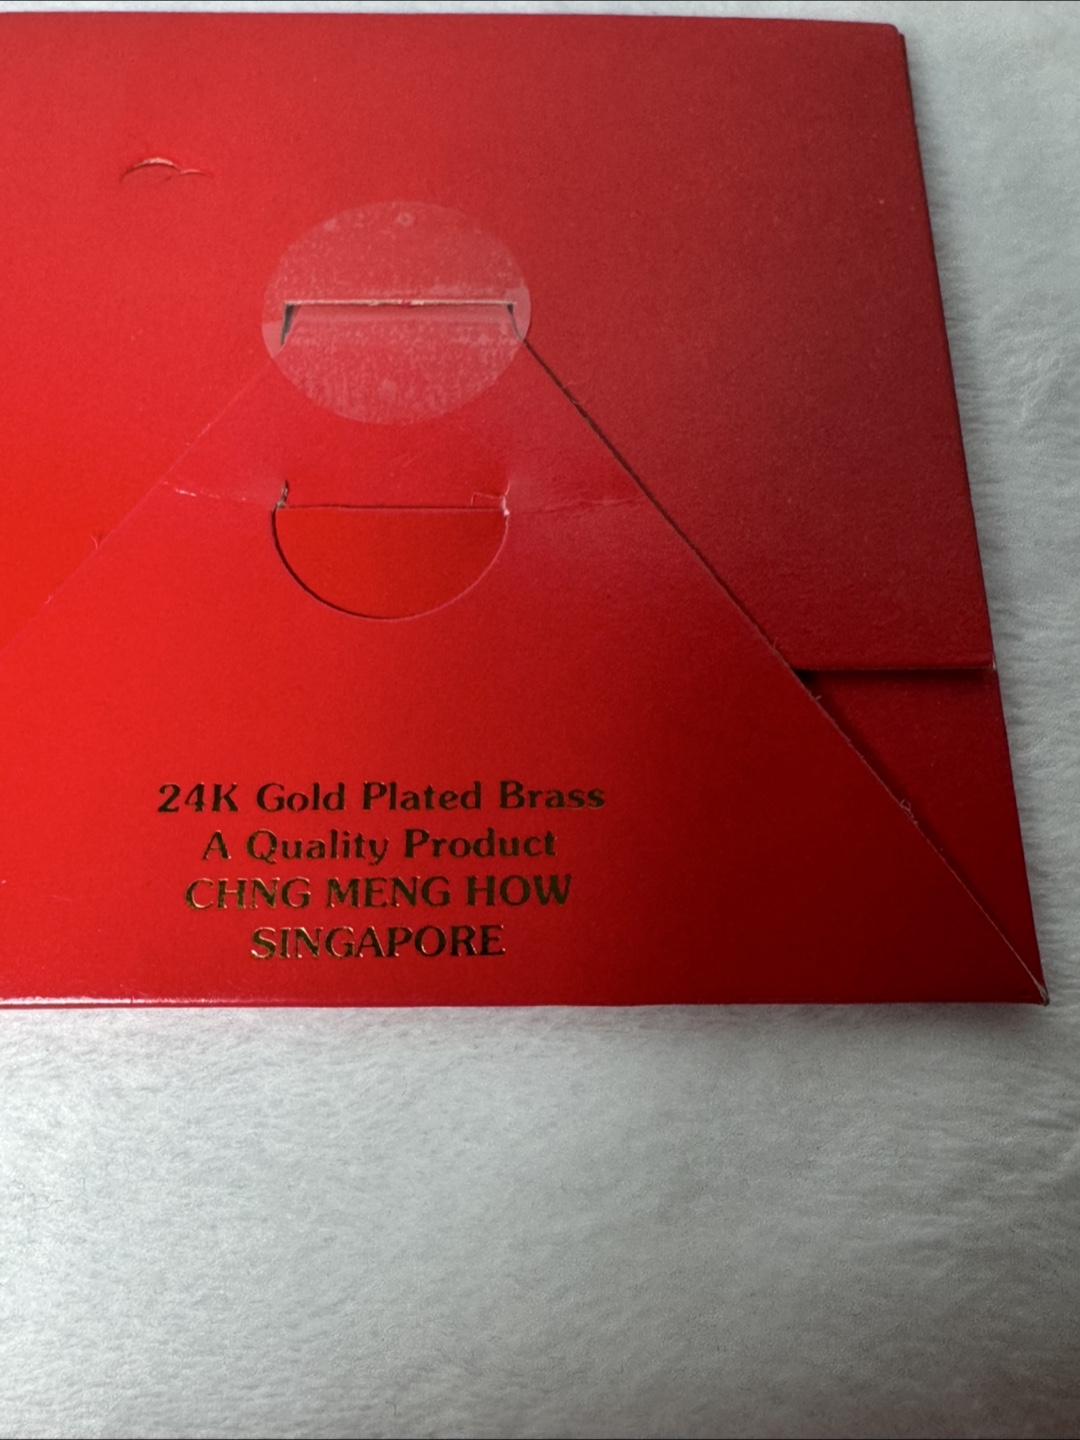 24K Gold Plated Brass
A Quality Product
CHNG MENG HOW
SINGAPORE